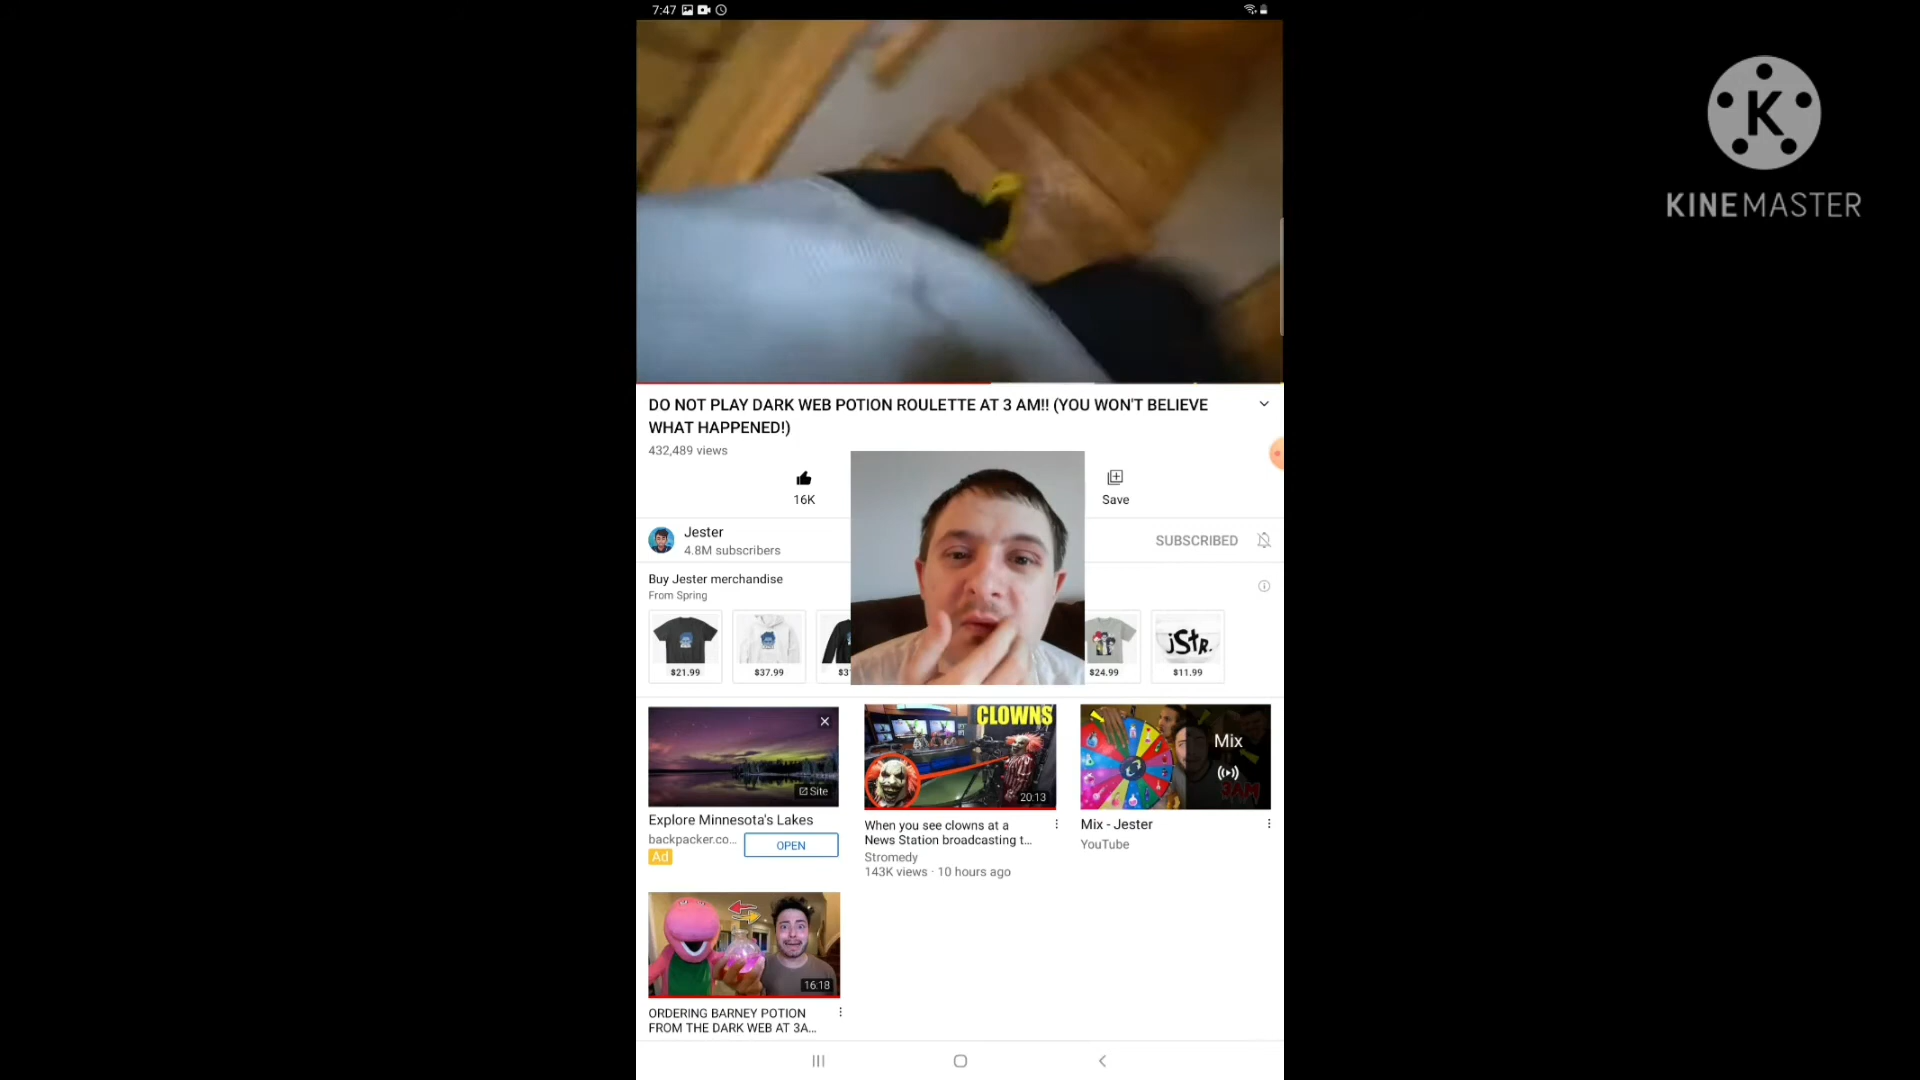 7:47
KINEMASTER
DO NOT PLAY DARK WEB POTION ROULETTE AT 3 AM!! (YOU WON'T BELIEVE
WHAT HAPPENED!)
432,489 views
16K
Save
Jester
4.8M subscribers
SUBSCRIBED
Buy Jester merchandise
From Spring
jStr.
$21.99
$37.99
$3
$24.99
$11.99
Site
CLOWNS
20:13
Mix
3AM
Explore Minnesota's Lakes
backpacker.co...
OPEN
Ad
When you see clowns at a
News Station broadcasting t...
Stromedy
143K views · 10 hours ago
Mix - Jester
YouTube
16:18
ORDERING BARNEY POTION
FROM THE DARK WEB AT 3A...